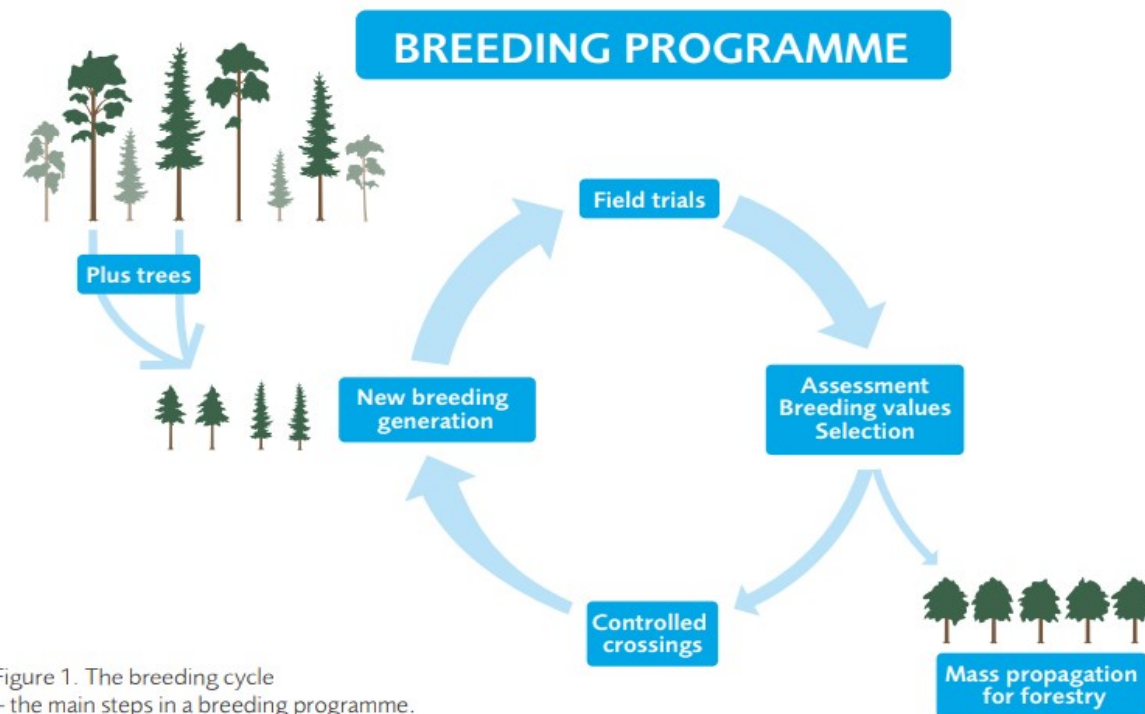 BREEDING PROGRAMME
Field trials
Plus trees
Assessment
Breeding values
Selection
New breeding
generation
Controlled
crossings
Mass propagation
for forestry
Figure 1. The breeding cycle
– the main steps in a breeding programme.